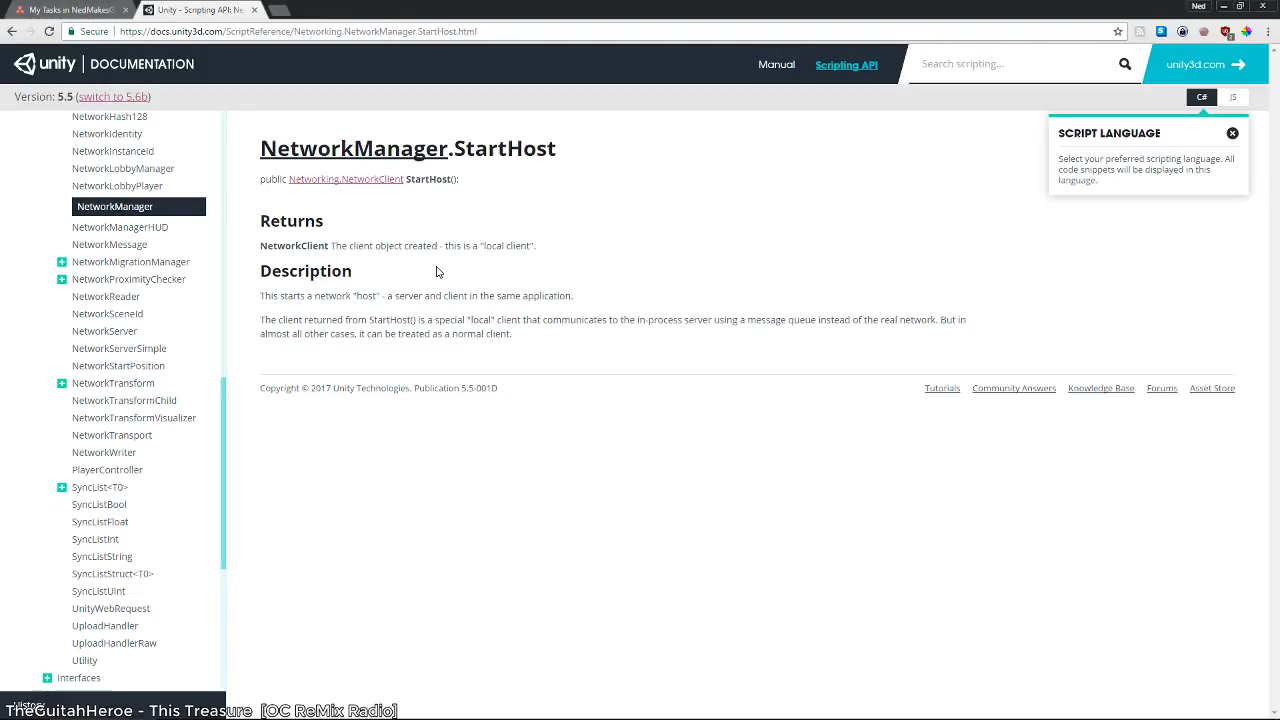 My Tasks in NedMakesG
Unity - Scripting API: Ne
Ned
Secure
https://docs.unity3d.com/ScriptReference/Networking.NetworkManager.StartHost.html
unity DOCUMENTATION
Manual
Scripting API
Search scripting...
unity3d.com
Version: 5.5 (switch to 5.6b)
C#
JS
SCRIPT LANGUAGE
Select your preferred scripting language. All
code snippets will be displayed in this
language.
NetworkHash128
NetworkIdentity
NetworkInstanceId
NetworkLobbyManager
NetworkLobbyPlayer
NetworkManager
NetworkManagerHUD
NetworkMessage
NetworkMigrationManager
NetworkProximityChecker
NetworkReader
NetworkSceneId
NetworkServer
NetworkServerSimple
NetworkStartPosition
NetworkTransform
NetworkTransformChild
NetworkTransformVisualizer
NetworkTransport
NetworkWriter
PlayerController
SyncList<T0>
SyncListBool
SyncListFloat
SyncListInt
SyncListString
SyncListStruct<T0>
SyncListUInt
UnityWebRequest
UploadHandler
UploadHandlerRaw
Utility
Interfaces
NetworkManager.StartHost
public Networking.NetworkClient StartHost();
Returns
NetworkClient The client object created - this is a "local client".
Description
This starts a network "host" - a server and client in the same application.
The client returned from StartHost() is a special "local" client that communicates to the in-process server using a message queue instead of the real network. But in
almost all other cases, it can be treated as a normal client.
Copyright © 2017 Unity Technologies. Publication 5.5-001D
Tutorials
Community Answers
Knowledge Base
Forums
Asset Store
TheGuitahHeroe - This Treasure [OC ReMix Radio]